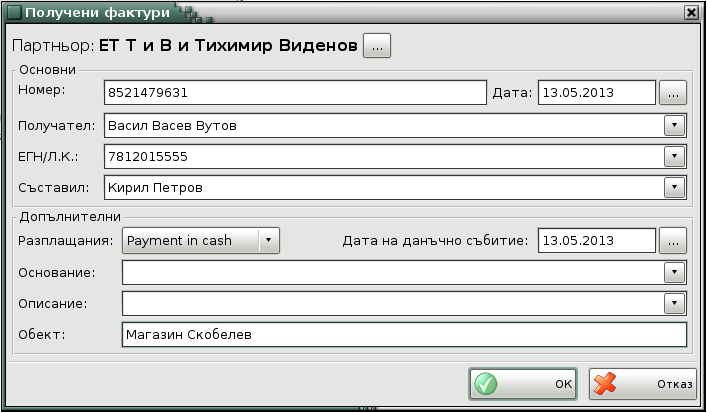 Получени фактури
Партньор: ЕТ Т и В и Тихимир Виденов ...
Основни
Номер: 8521479631 Дата: 13.05.2013 ...
Получател: Васил Васев Вутов
ЕГН/Л.К.: 7812015555
Съставил: Кирил Петров
Допълнителни
Разплащания: Payment in cash Дата на данъчно събитие: 13.05.2013 ...
Основание:
Описание:
Обект: Магазин Скобелев
OK Отказ